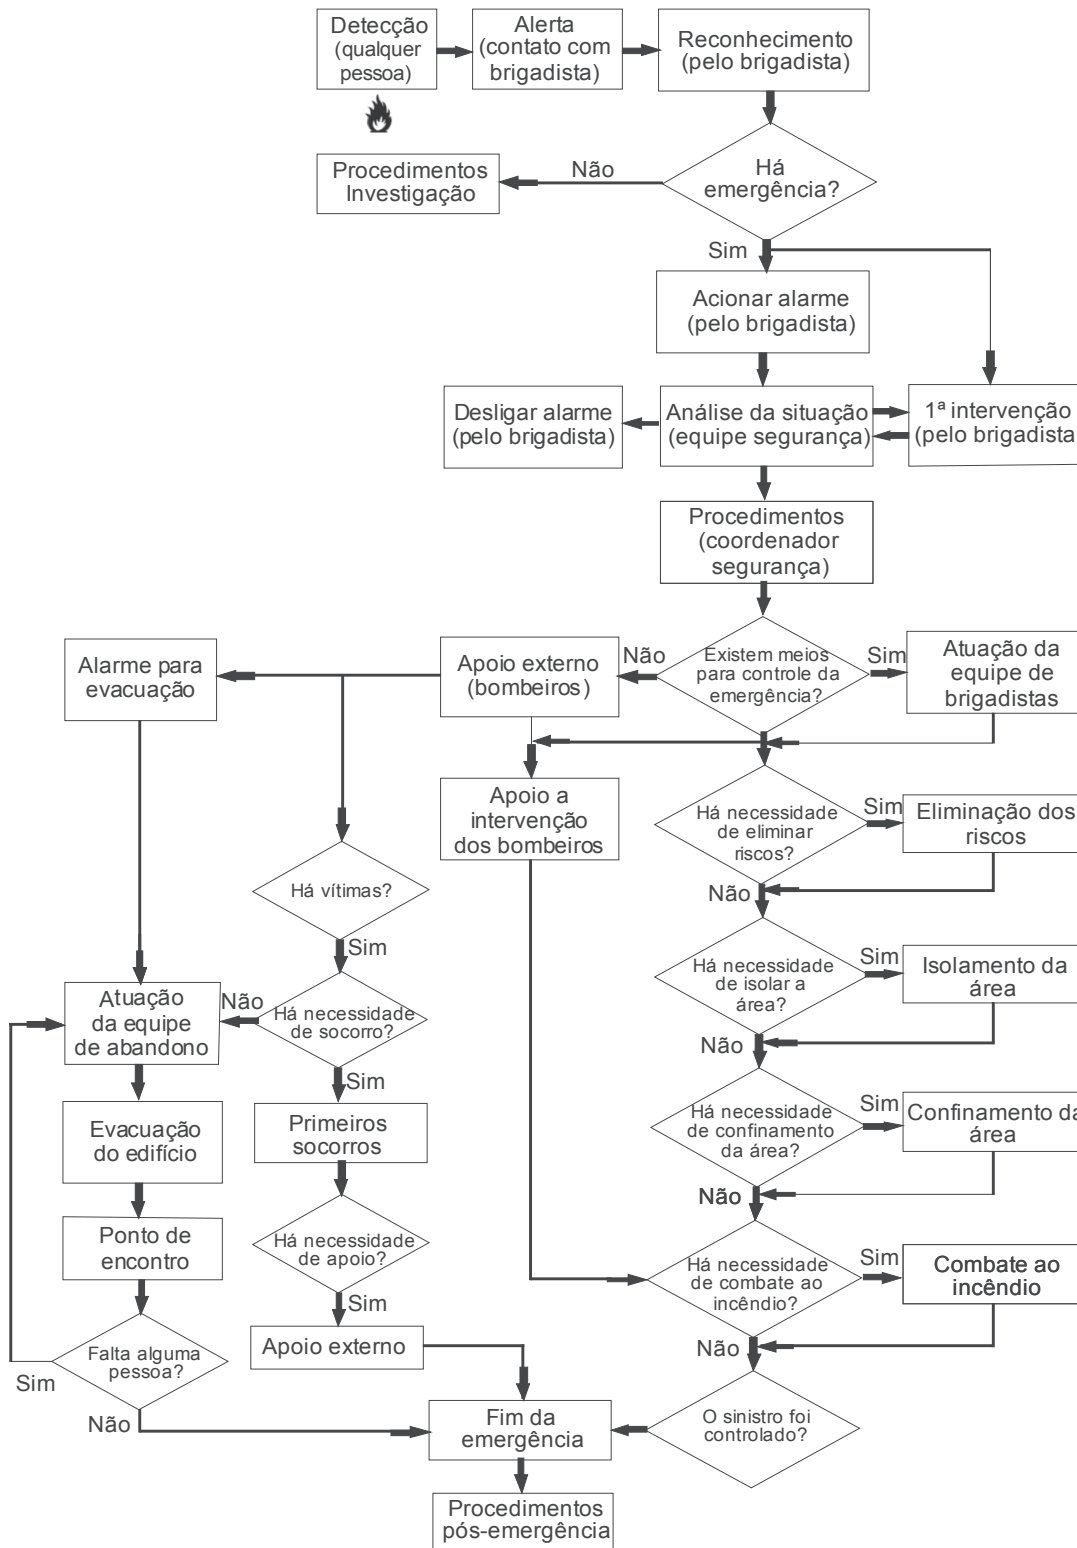 Detecção
(qualquer
pessoa)
Alerta
(contato com
brigadista)
Reconhecimento
(pelo brigadista)
Procedimentos
Investigação
Não
Há
emergência?
Sim
Acionar alarme
(pelo brigadista)
Desligar alarme
(pelo brigadista)
Análise da situação
(equipe segurança)
1ª intervenção
(pelo brigadista
Procedimentos
(coordenador
segurança)
Alarme para
evacuação
Apoio externo
(bombeiros)
Não
Existem meios
para controle da
emergência?
Sim
Atuação da
equipe de
brigadistas
Apoio a
intervenção
dos bombeiros
Há necessidade
de eliminar
riscos?
Sim
Eliminação dos
riscos
Não
Há vítimas?
Sim
Há necessidade
de isolar a
área?
Sim
Isolamento da
área
Não
Atuação
da equipe
de abandono
Não
Há necessidade
de socorro?
Sim
Evacuação
do edifício
Primeiros
socorros
Há necessidade
de confinamento
da área?
Sim
Confinamento da
área
Não
Ponto de
encontro
Há necessidade
de apoio?
Sim
Há necessidade
de combate ao
incêndio?
Sim
Combate ao
incêndio
Não
Falta alguma
pessoa?
Sim
Não
Apoio externo
Fim da
emergência
O sinistro foi
controlado?
Procedimentos
pós-emergência